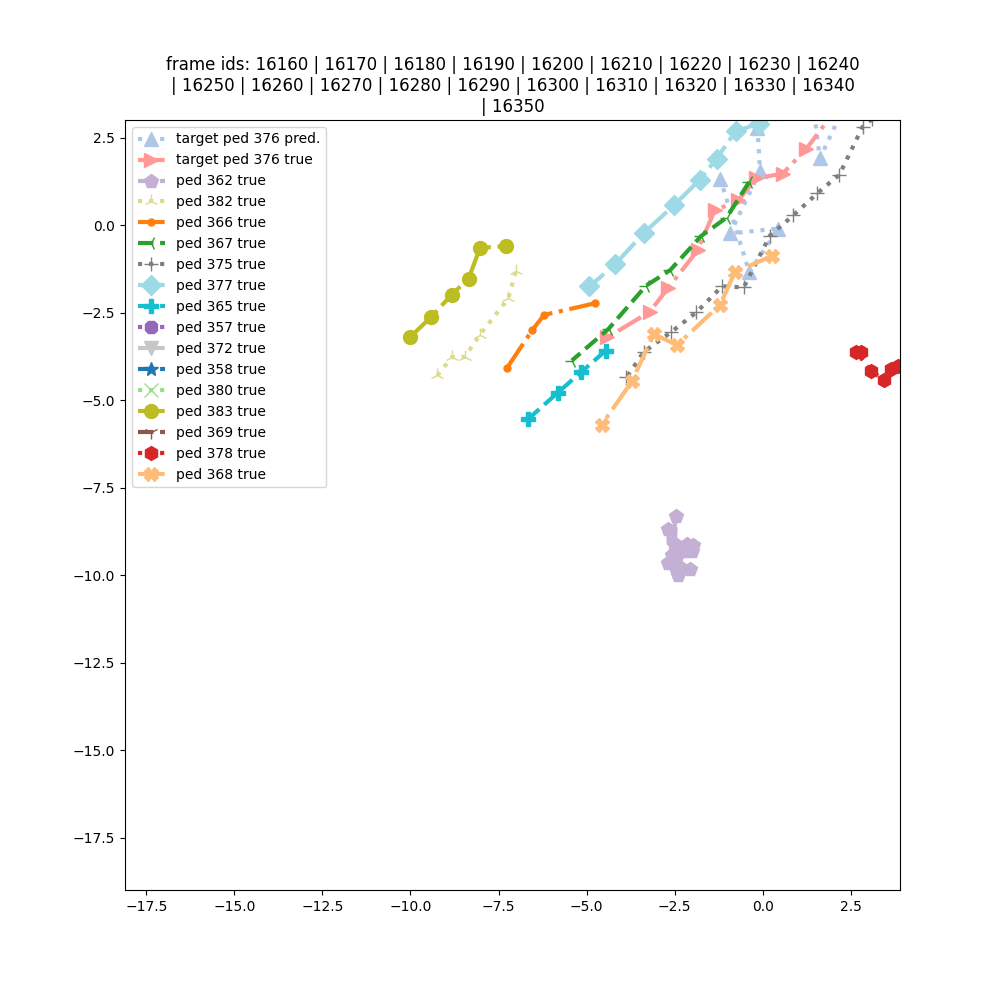 frame ids: 16160 | 16170 | 16180 | 16190 | 16200 | 16210 | 16220 | 16230 | 16240
| 16250 | 16260 | 16270 | 16280 | 16290 | 16300 | 16310 | 16320 | 16330 | 16340
| 16350
target ped 376 pred.
target ped 376 true
ped 362 true
ped 382 true
ped 366 true
ped 367 true
ped 375 true
ped 377 true
ped 365 true
ped 357 true
ped 372 true
ped 358 true
ped 380 true
ped 383 true
ped 369 true
ped 378 true
ped 368 true
2.5
0.0
−2.5
−5.0
−7.5
−10.0
−12.5
−15.0
−17.5
−17.5 −15.0 −12.5 −10.0 −7.5 −5.0 −2.5 0.0 2.5